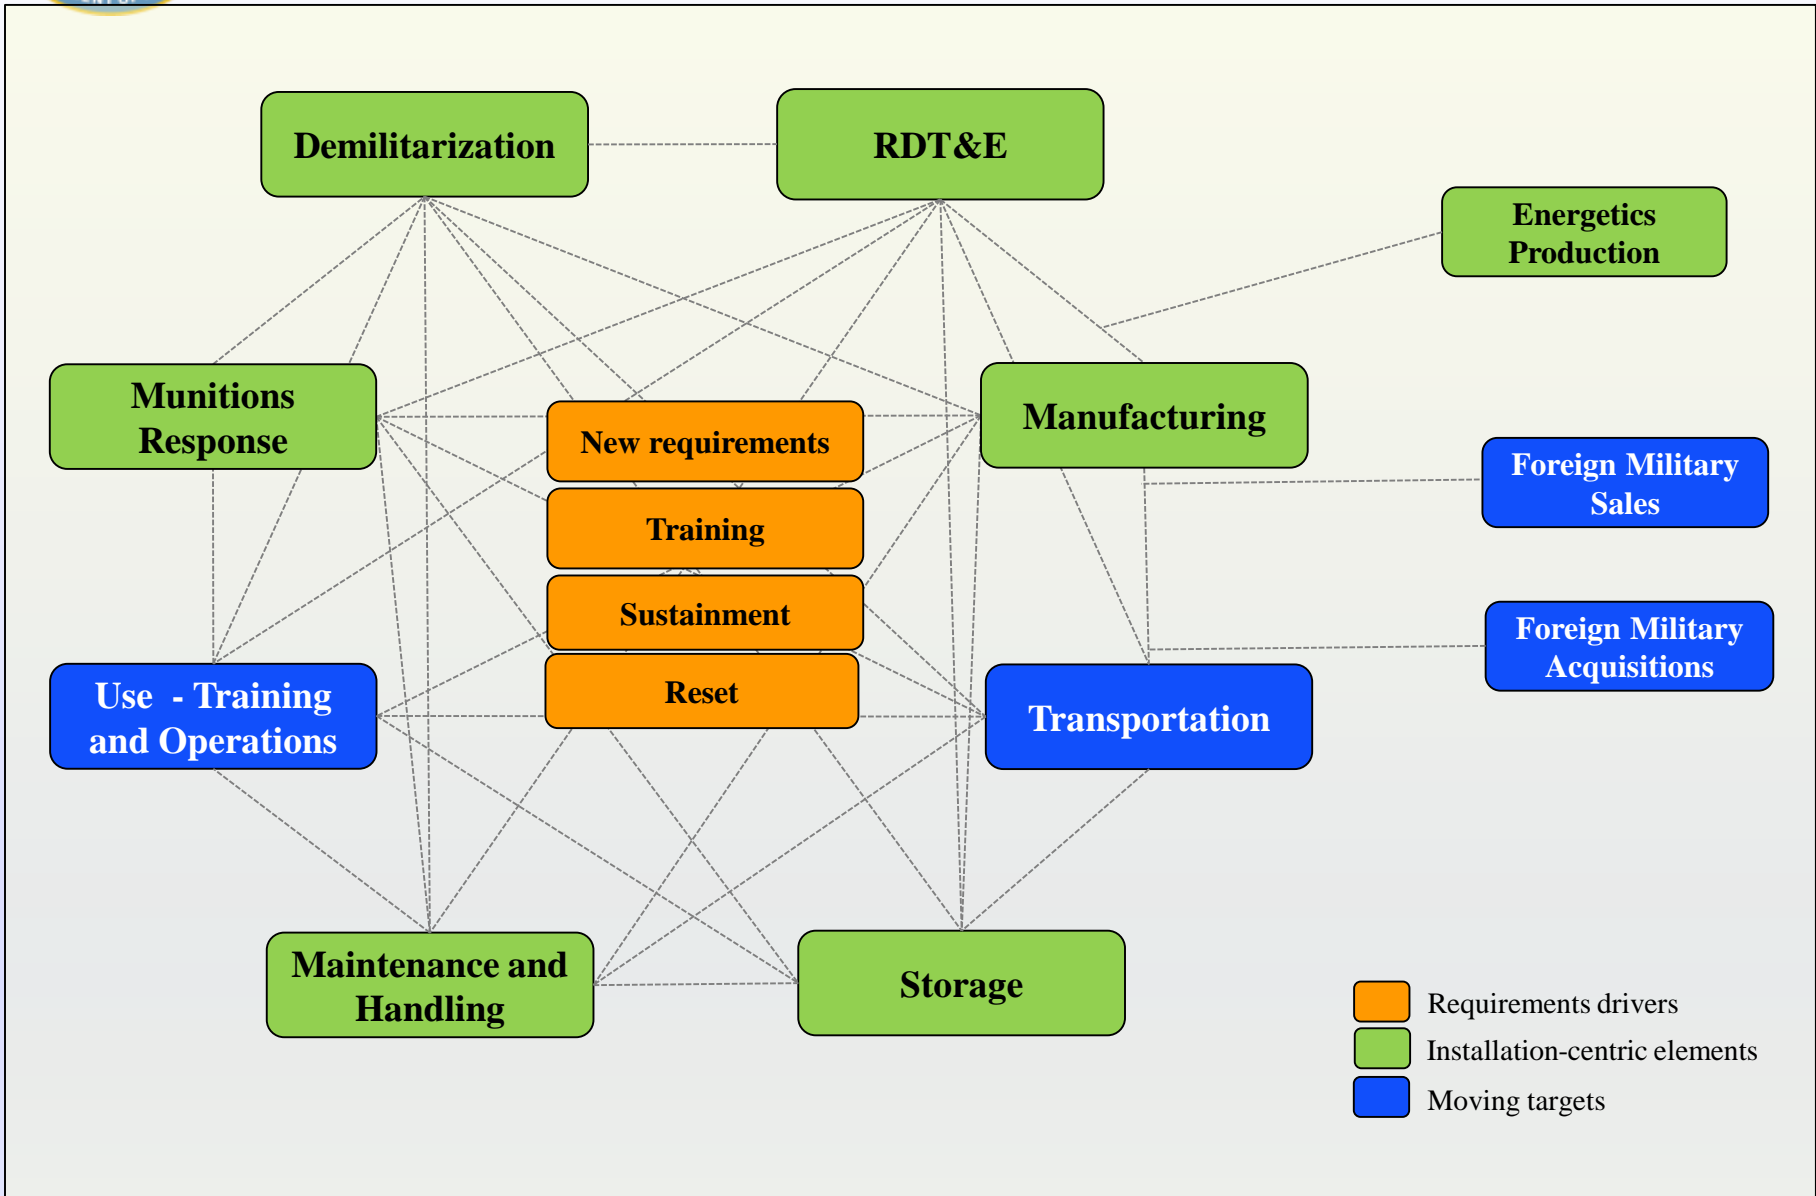 Demilitarization
RDT&E
Energetics
Production
Munitions
Response
New requirements
Manufacturing
Foreign Military
Sales
Training
Sustainment
Foreign Military
Acquisitions
Use - Training
and Operations
Reset
Transportation
Maintenance and
Handling
Storage
Requirements drivers
Installation-centric elements
Moving targets